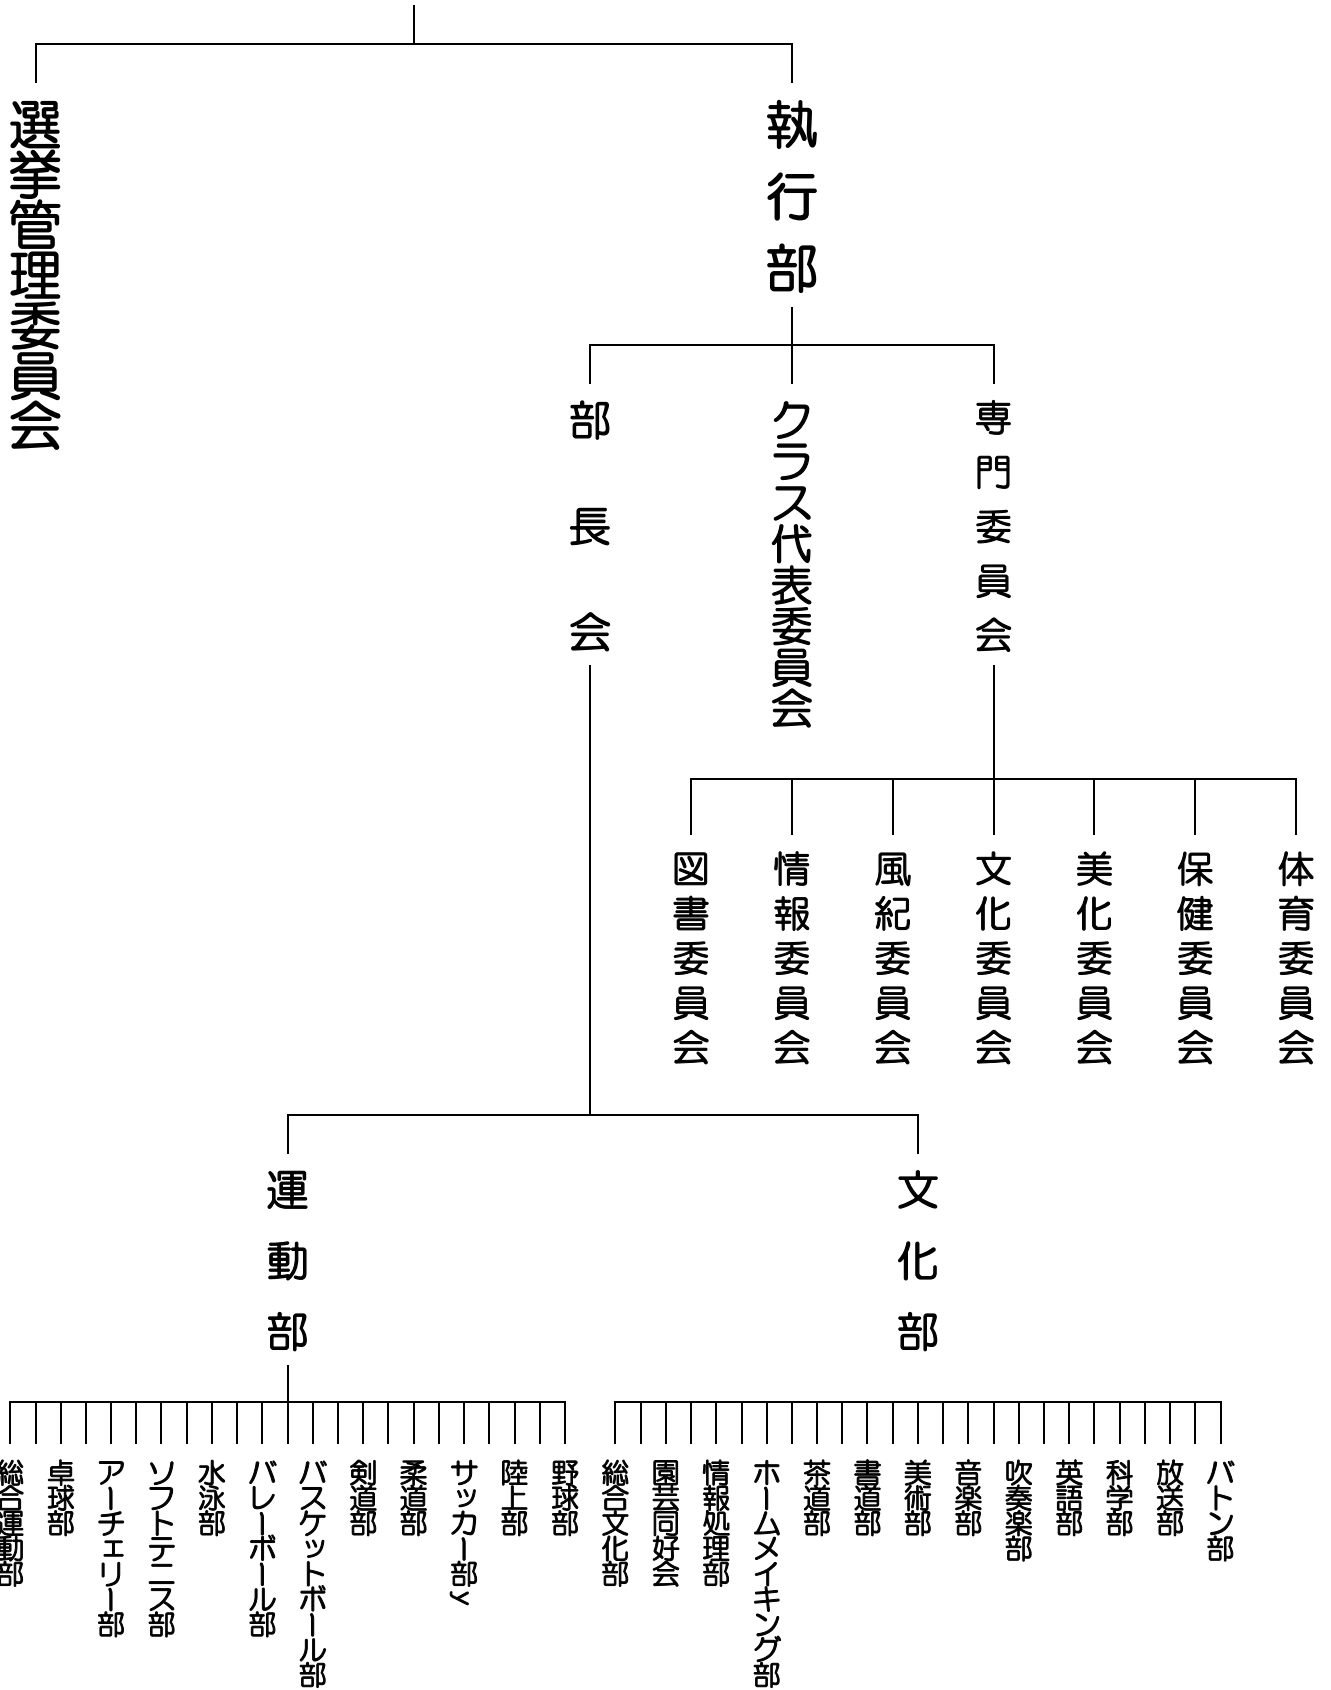 執行部
選挙管理委員会
専門委員会
クラス代表委員会
部長会
体育委員会
保健委員会
美化委員会
文化委員会
風紀委員会
情報委員会
図書委員会
文化部
運動部
バトン部
放送部
科学部
英語部
吹奏楽部
音楽部
美術部
書道部
茶道部
ホームメイキング部
情報処理部
園芸同好会
総合文化部
野球部
陸上部
サッカー部y
柔道部
剣道部
バスケットボール部
バレーボール部
水泳部
ソフトテニス部
アーチェリー部
卓球部
総合運動部